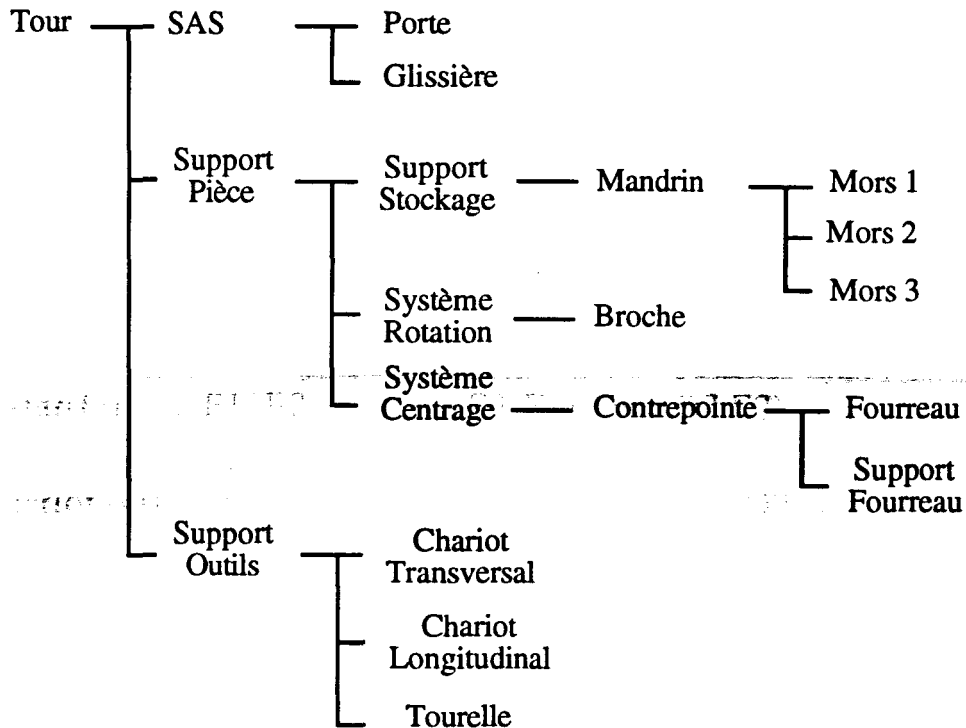 Tour SAS Porte
Glissière
Support
Pièce
Support
Stockage
Mandrin
Mors 1
Mors 2
Mors 3
Système
Rotation
Broche
Système
Centrage
Contrepointe
Fourreau
Support
Fourreau
Support
Outils
Chariot
Transversal
Chariot
Longitudinal
Tourelle